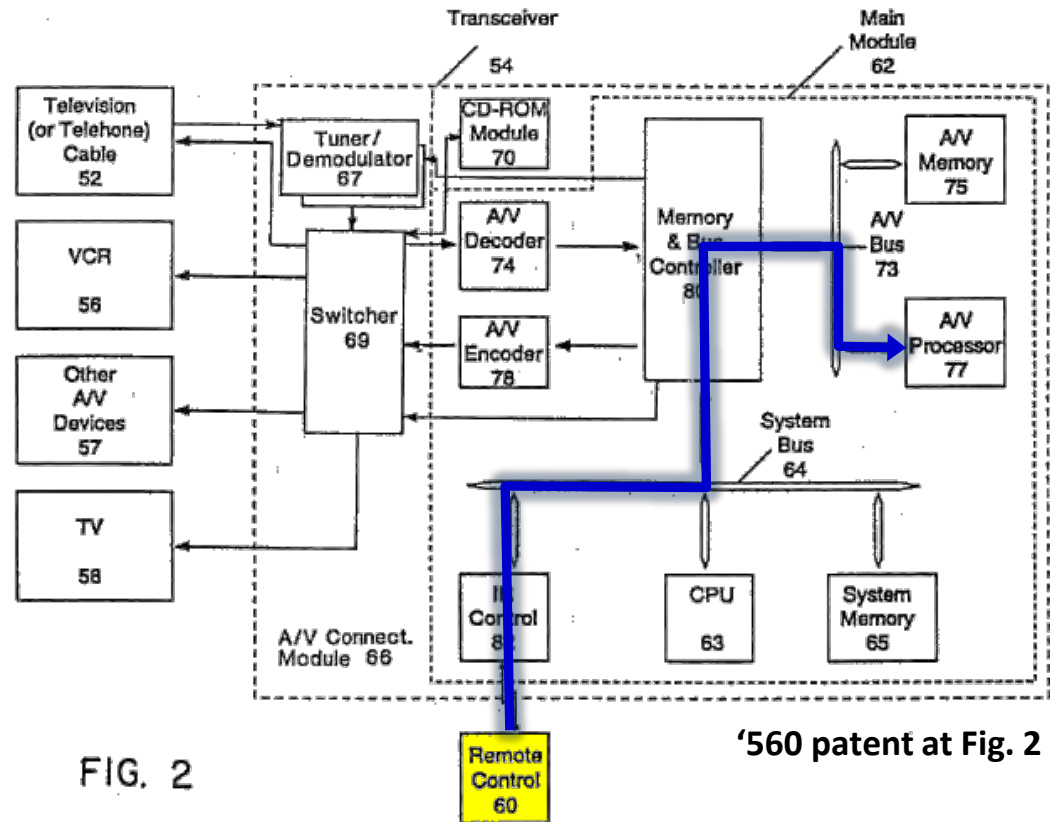 Transceiver
54
Main
Module
62
Television
(or Telehone)
Cable
52
Tuner/
Demodulator
67
CD-ROM
Module
70
A/V
Memory
75
A/V
Decoder
74
Memory
& Bus
Controller
80
A/V
Bus
73
VCR
56
Switcher
69
A/V
Encoder
78
A/V
Processor
77
Other
A/V
Devices
57
System
Bus
64
TV
58
Control
CPU
63
System
Memory
65
A/V Connect.
Module 66
Remote
Control
60
FIG. 2
‘560 patent at Fig. 2